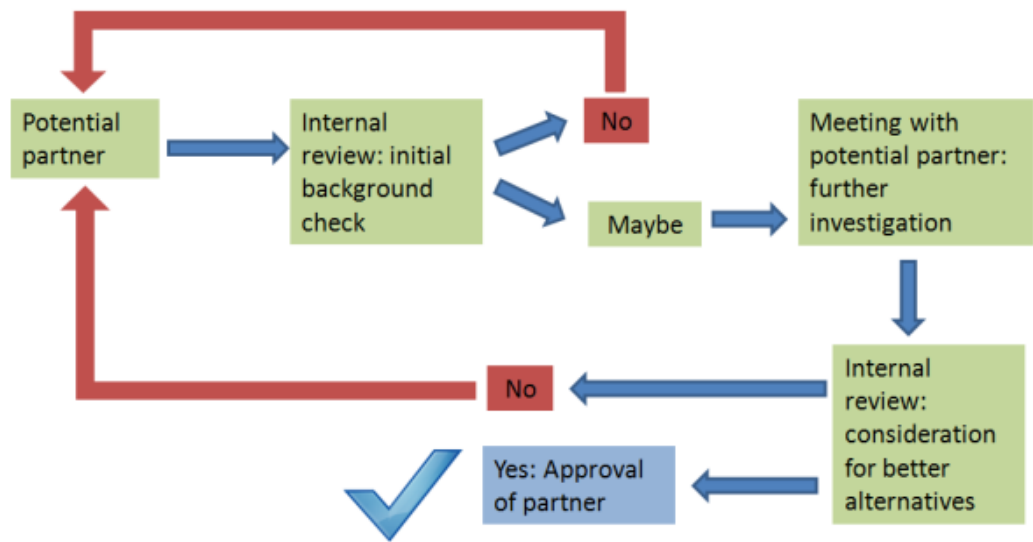 Potential
partner
Internal
review: initial
background
check
No
Maybe
Meeting with
potential partner:
further
investigation
Internal
review:
consideration
for better
alternatives
No
Yes: Approval
of partner